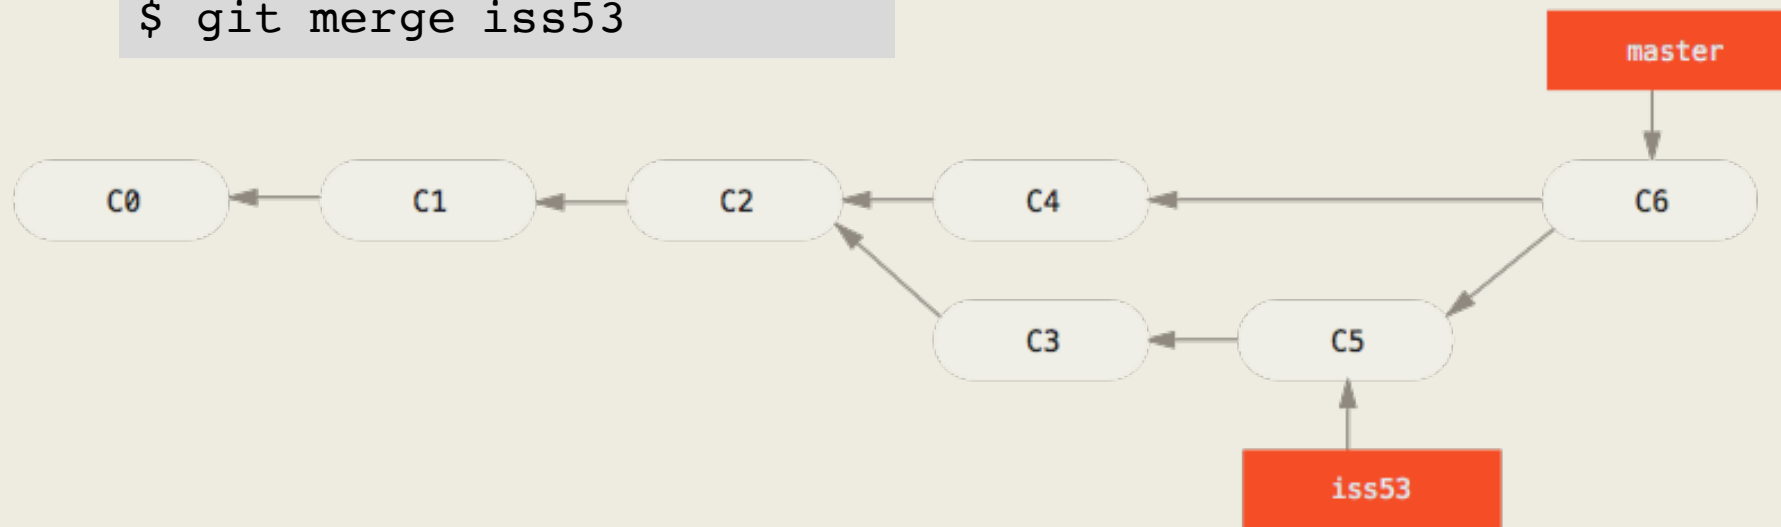 $ git merge iss53
master
C0 C1 C2 C4 C6
C3 C5
iss53